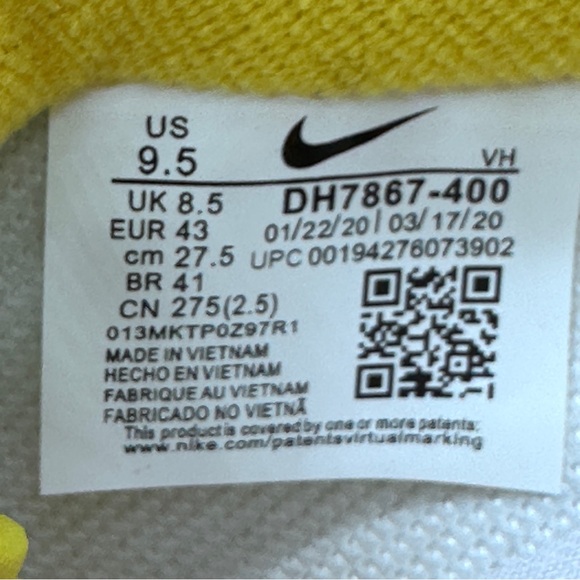 US
9.5
VH
UK 8.5
DH7867-400
EUR 43
01/22/20 | 03/17/20
cm 27.5
UPC 00194276073902
BR 41
CN 275(2.5)
013MKTP0Z97R1
MADE IN VIETNAM
HECHO EN VIETNAM
FABRIQUE AU VIETNAM
FABRICADO NO VIETNÃ
This product is covered by one or more patents:
www.nike.com/patentsvirtualmarking